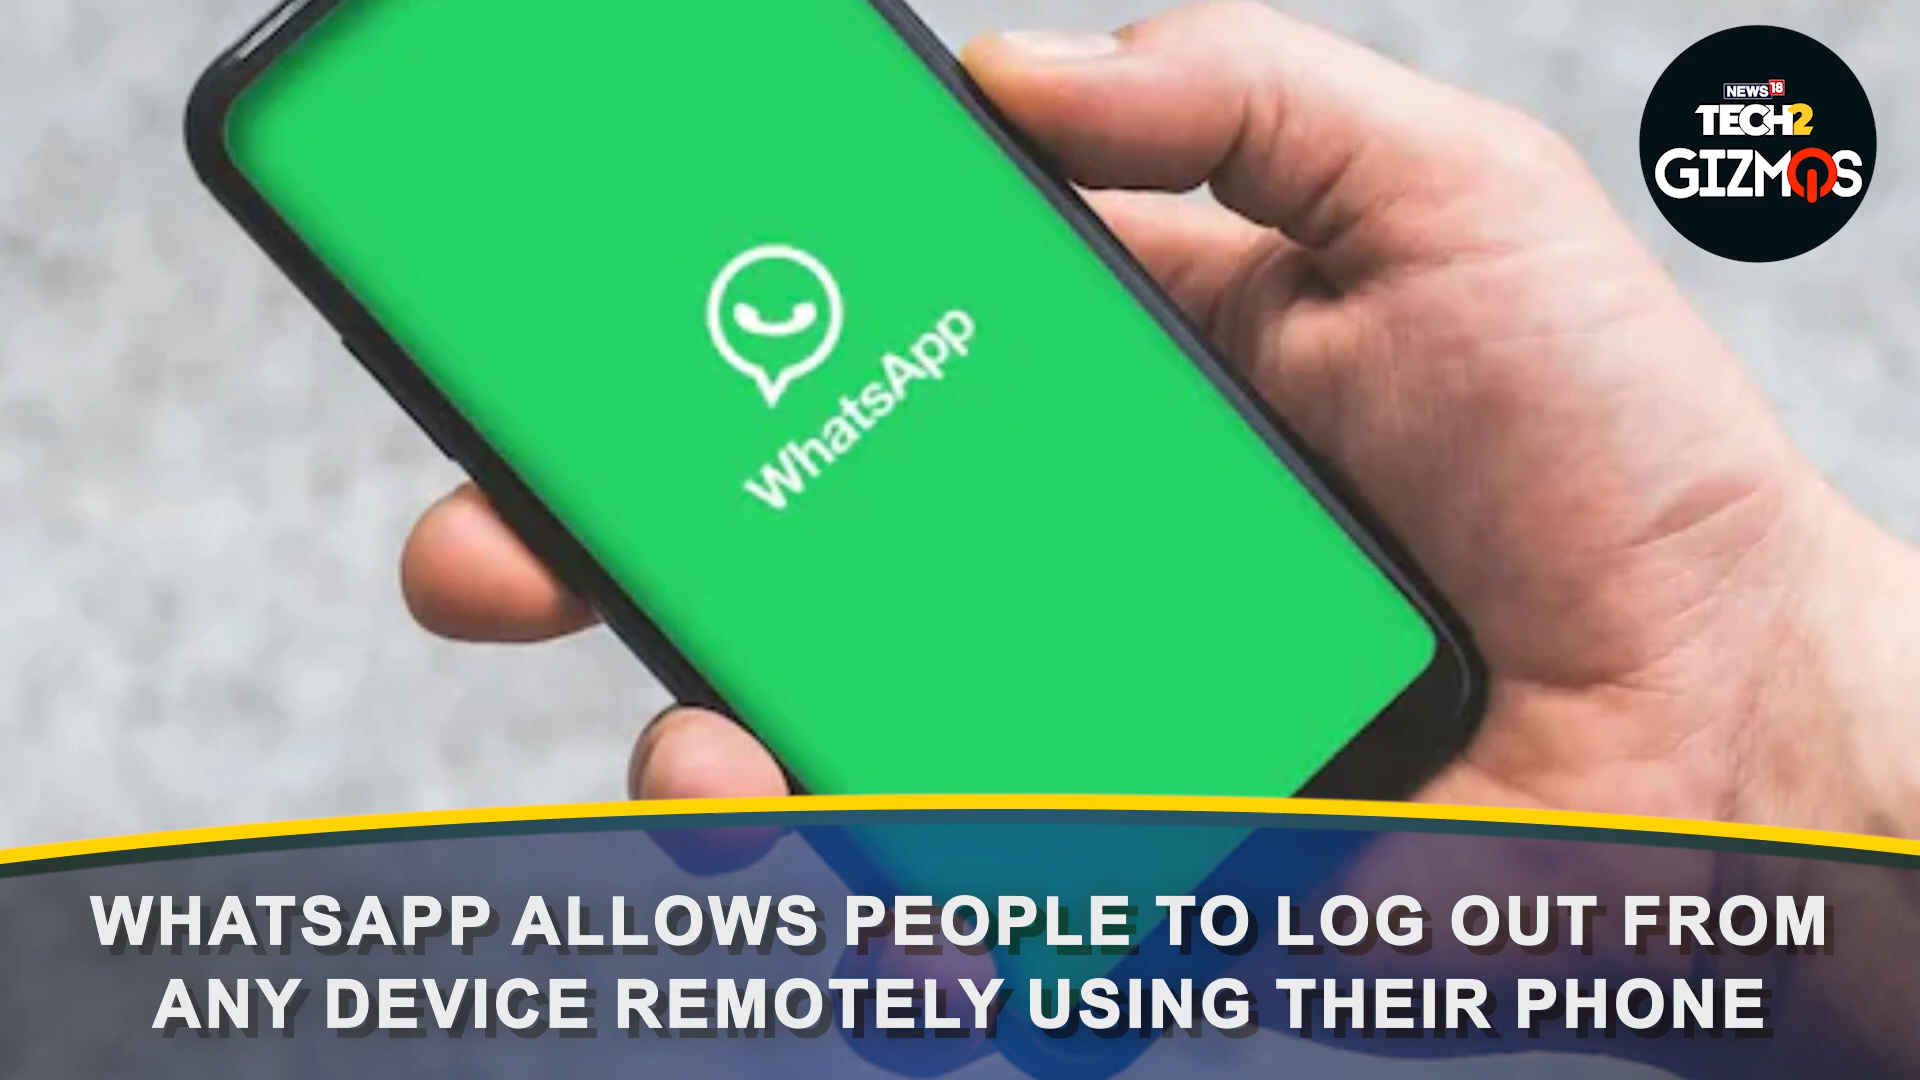 NEWS18
TECH2
GIZMOS
WhatsApp
WHATSAPP ALLOWS PEOPLE TO LOG OUT FROM
ANY DEVICE REMOTELY USING THEIR PHONE